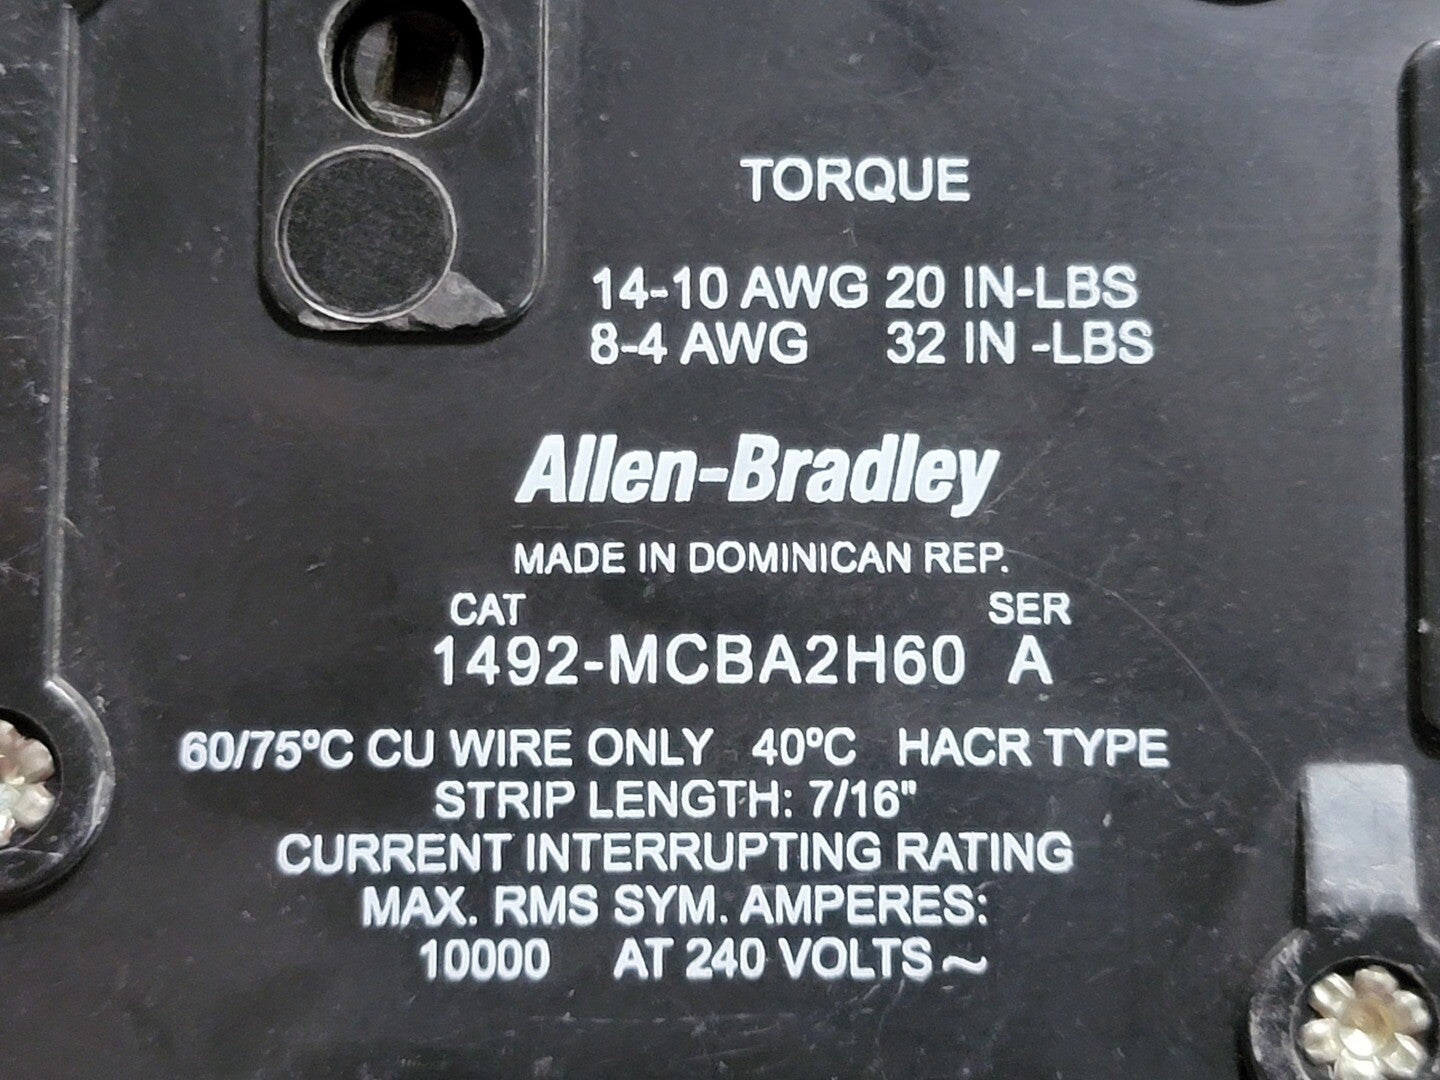 TORQUE
14-10 AWG 20 IN-LBS
8-4 AWG 32 IN -LBS
Allen-Bradley
MADE IN DOMINICAN REP.
CAT SER
1492-MCBA2H60 A
60/75ºC CU WIRE ONLY 40ºC HACR TYPE
STRIP LENGTH: 7/16"
CURRENT INTERRUPTING RATING
MAX. RMS SYM. AMPERES:
10000 AT 240 VOLTS ~